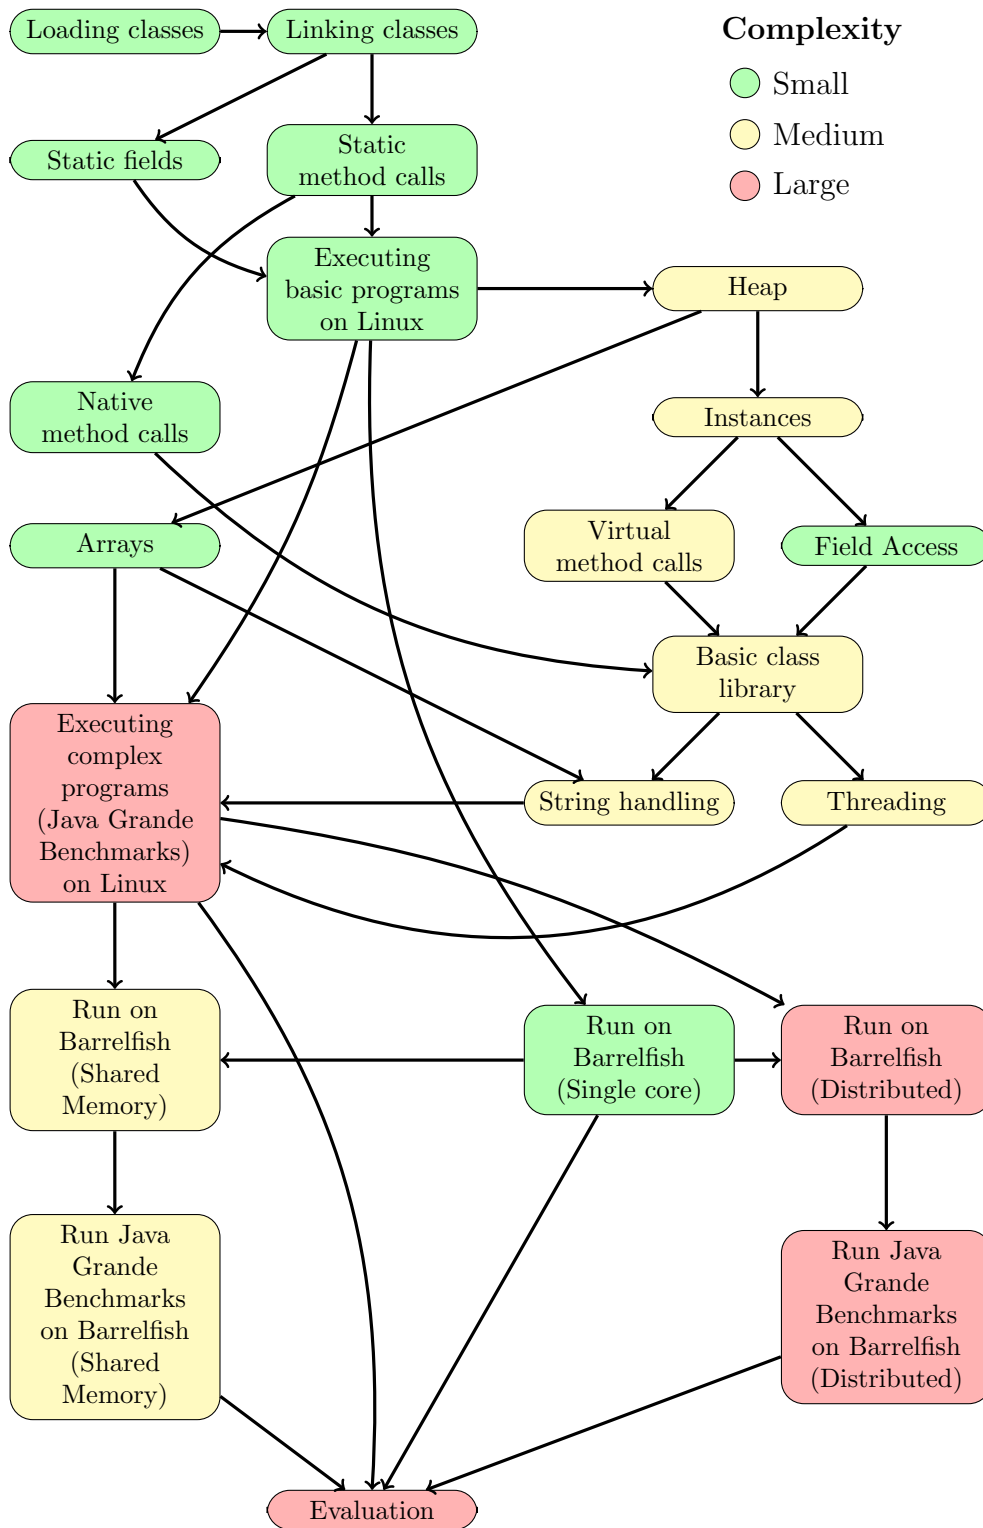 Loading classes
Linking classes
Complexity
Small
Medium
Large
Static fields
Static
method calls
Executing
basic programs
on Linux
Heap
Native
method calls
Instances
Arrays
Virtual
method calls
Field Access
Basic class
library
Executing
complex
programs
(Java Grande
Benchmarks)
on Linux
String handling
Threading
Run on
Barrelfish
(Shared
Memory)
Run on
Barrelfish
(Single core)
Run on
Barrelfish
(Distributed)
Run Java
Grande
Benchmarks
on Barrelfish
(Shared
Memory)
Run Java
Grande
Benchmarks
on Barrelfish
(Distributed)
Evaluation